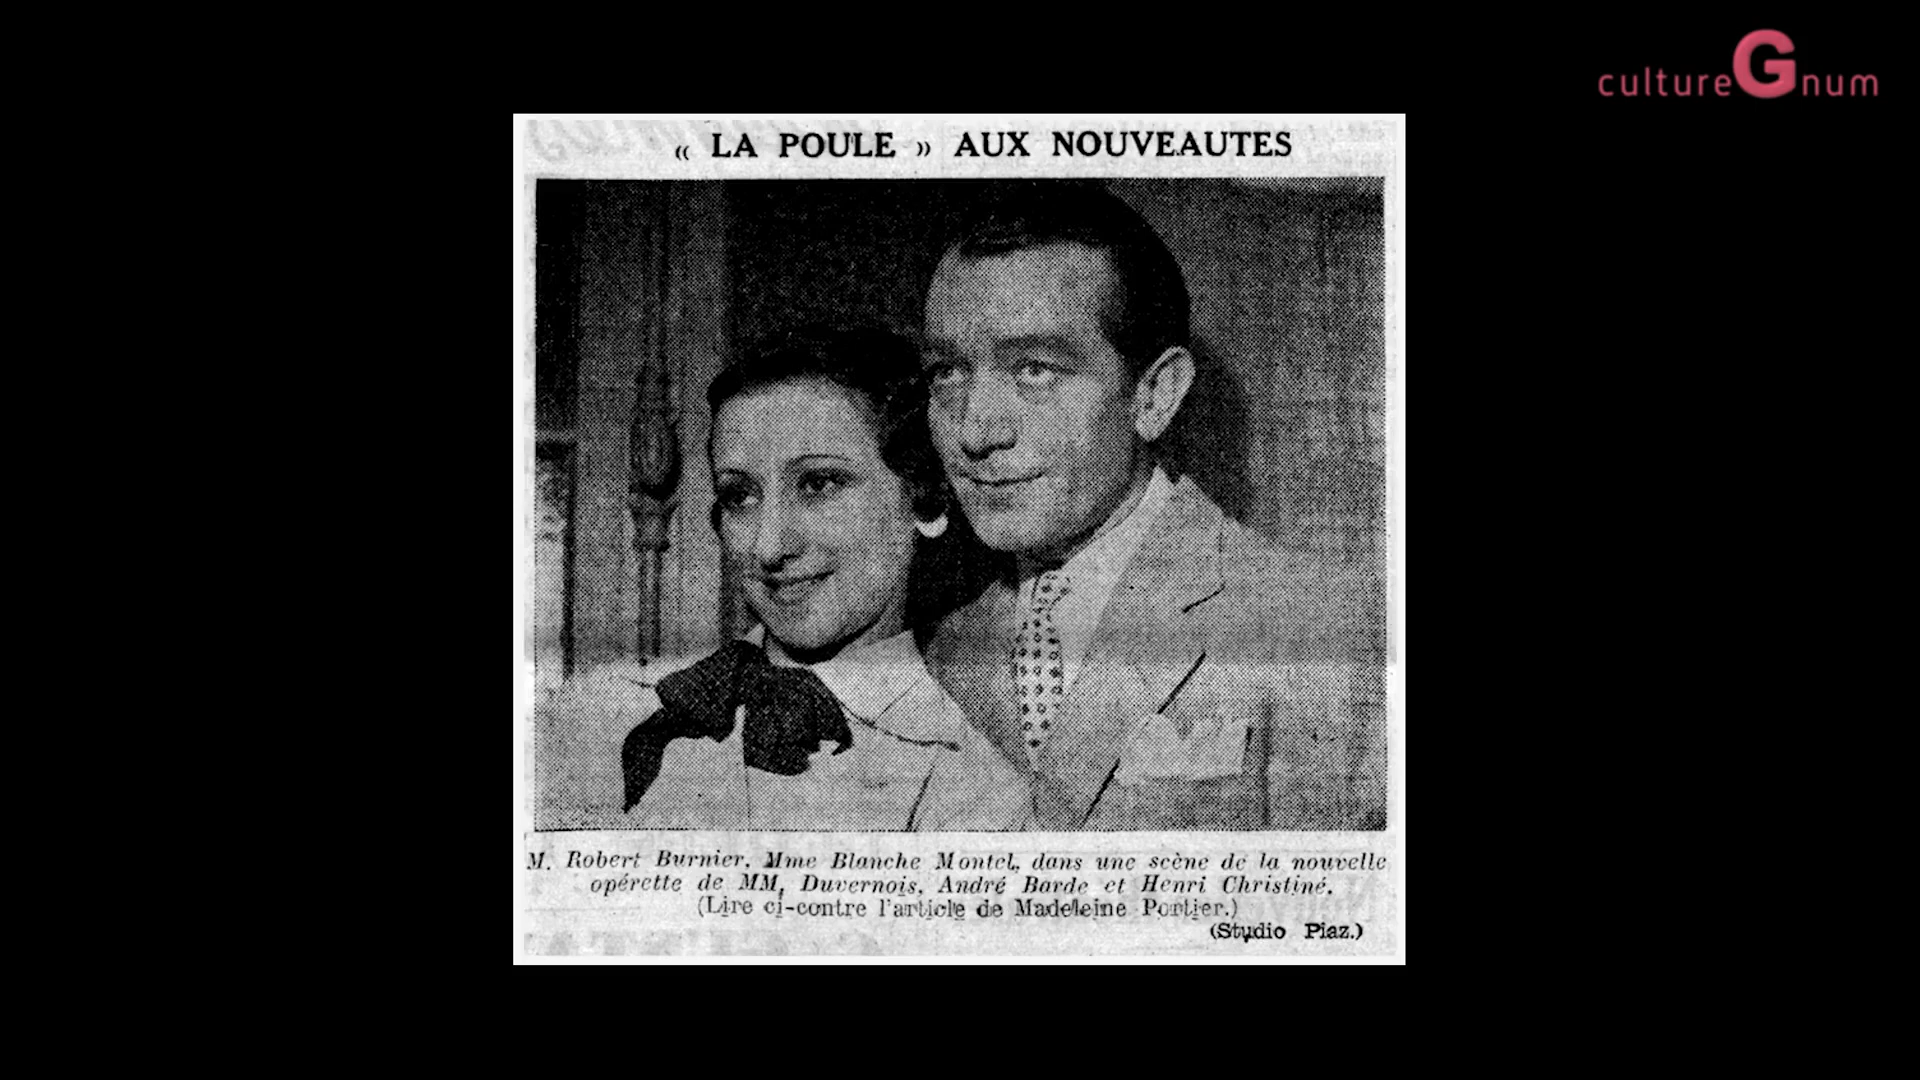 cultureGnum
« LA POULE » AUX NOUVEAUTES
M. Robert Burnier, Mme Blanche Montel, dans une scène de la nouvelle
opérette de MM. Duvernois, André Barde et Henri Christiné.
(Lire ci-contre l'article de Madeleine Portier.)
(Studio Piaz.)